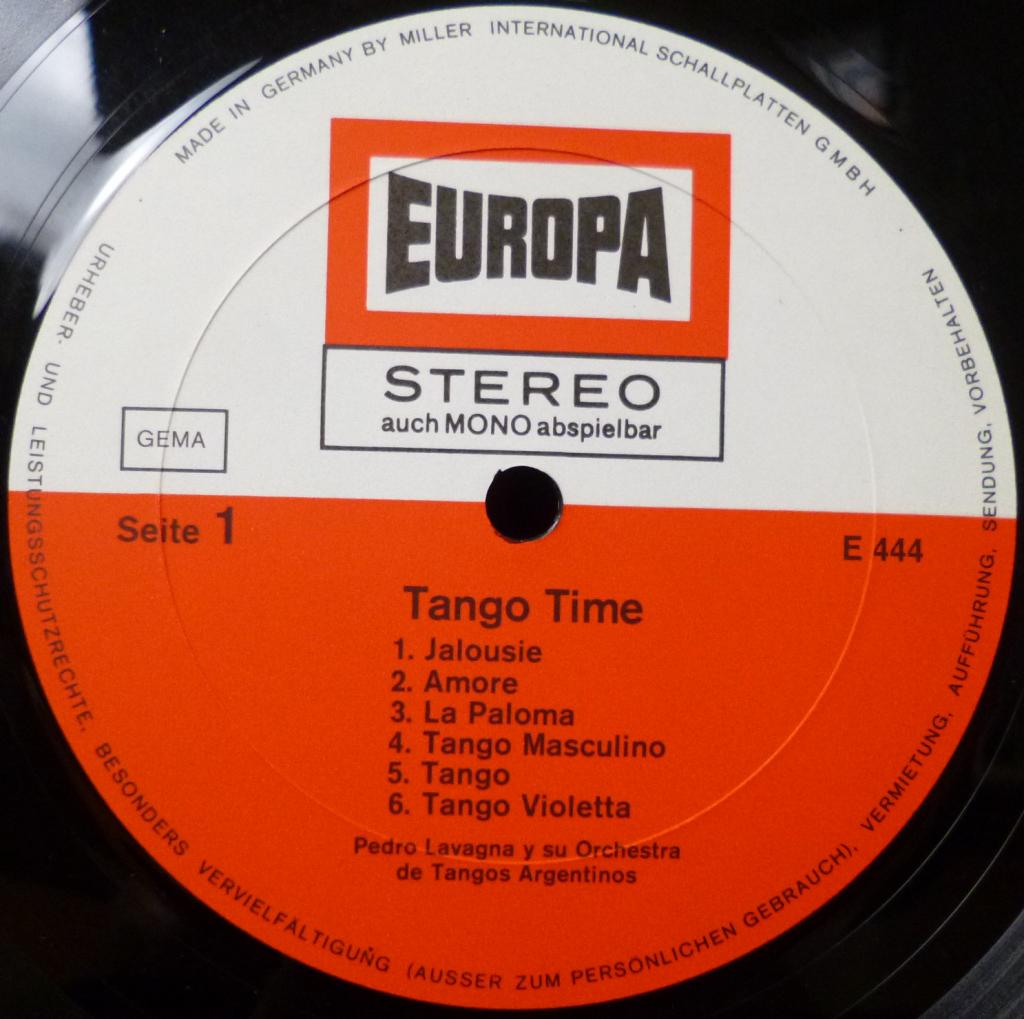 MADE IN GERMANY BY MILLER INTERNATIONAL SCHALLPLATTEN GMBH
EUROPA
STEREO
auch MONO abspielbar
GEMA
Seite 1
E 444
Tango Time
1. Jalousie
2. Amore
3. La Paloma
4. Tango Masculino
5. Tango
6. Tango Violetta
Pedro Lavagna y su Orchestra
de Tangos Argentinos
URHEBER- UND LEISTUNGSSCHUTZRECHTE, BESONDERS VERVIELFÄLTIGUNG (AUSSER ZUM PERSÖNLICHEN GEBRAUCH), VERMIETUNG, AUFFÜHRUNG, SENDUNG, VORBEHALTEN